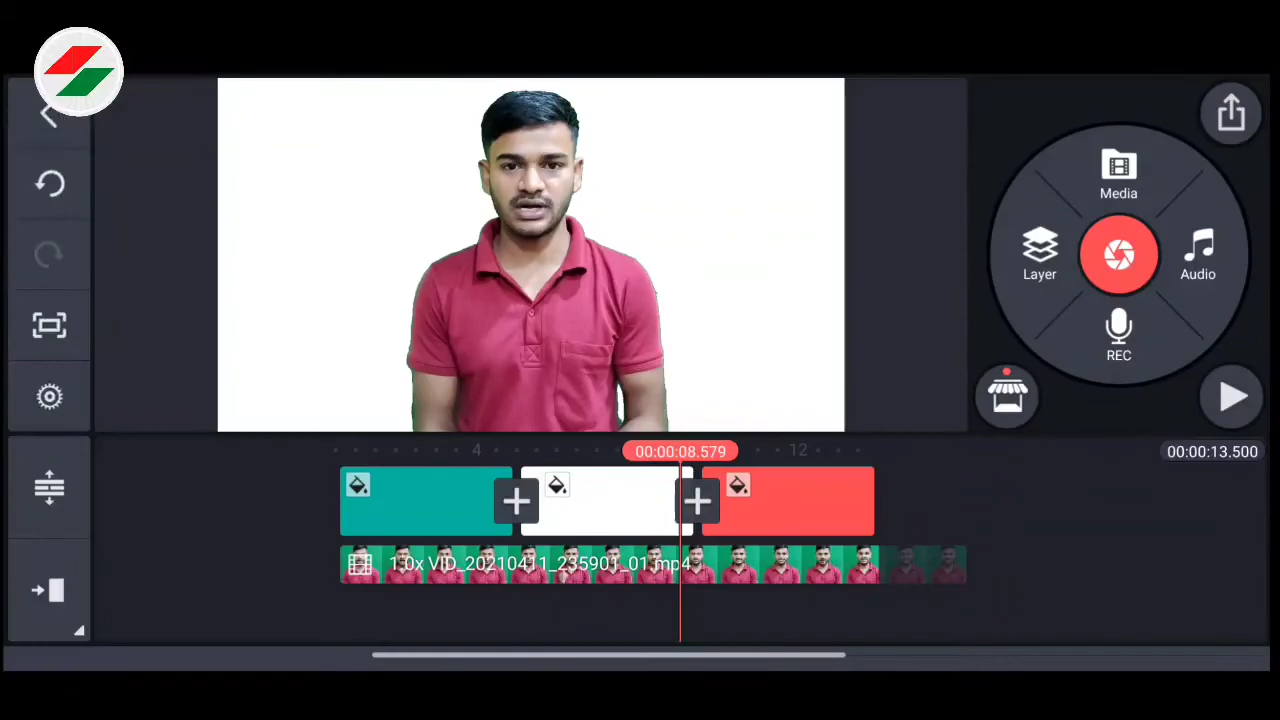 Media
Layer
Audio
REC
4
00:00:08.579
12
00:00:13.500
1.0x VID_20210411_235901_01.mp4